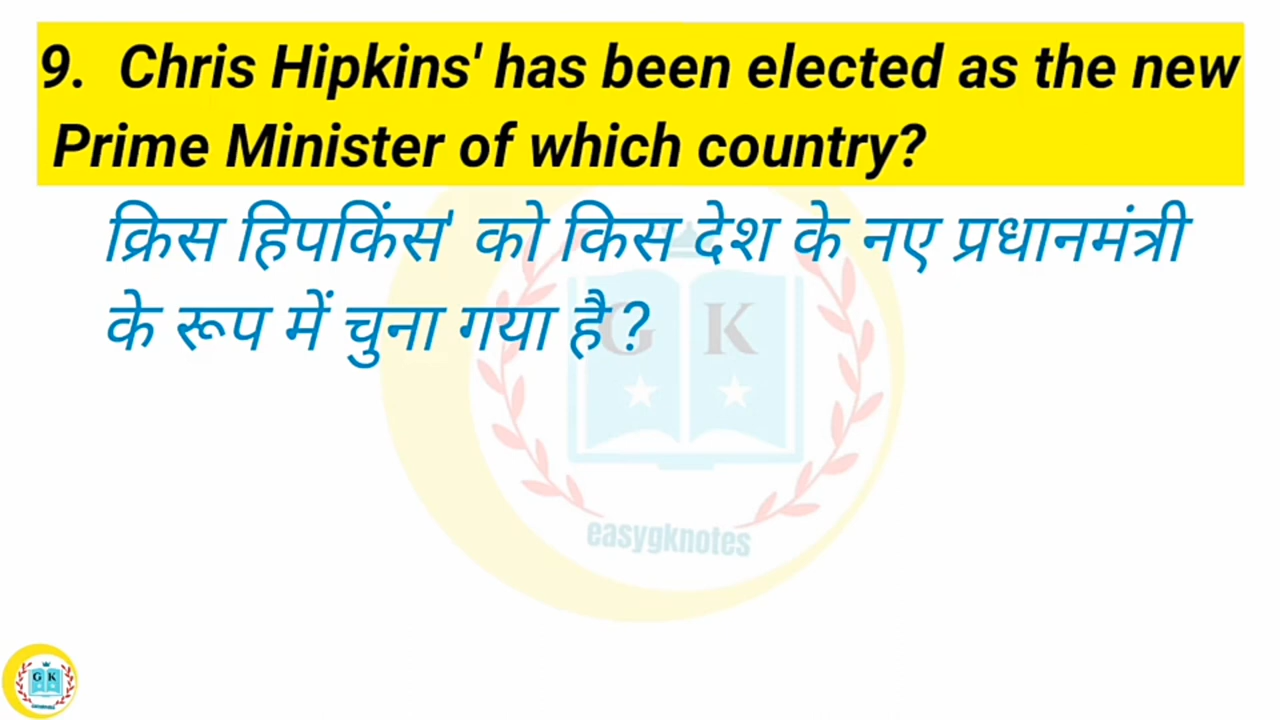 9. Chris Hipkins' has been elected as the new
Prime Minister of which country?
क्रिस हिपकिंस' को किस देश के नए प्रधानमंत्री
के रूप में चुना गया है?
G K
easygknotes
G K
easygknotes